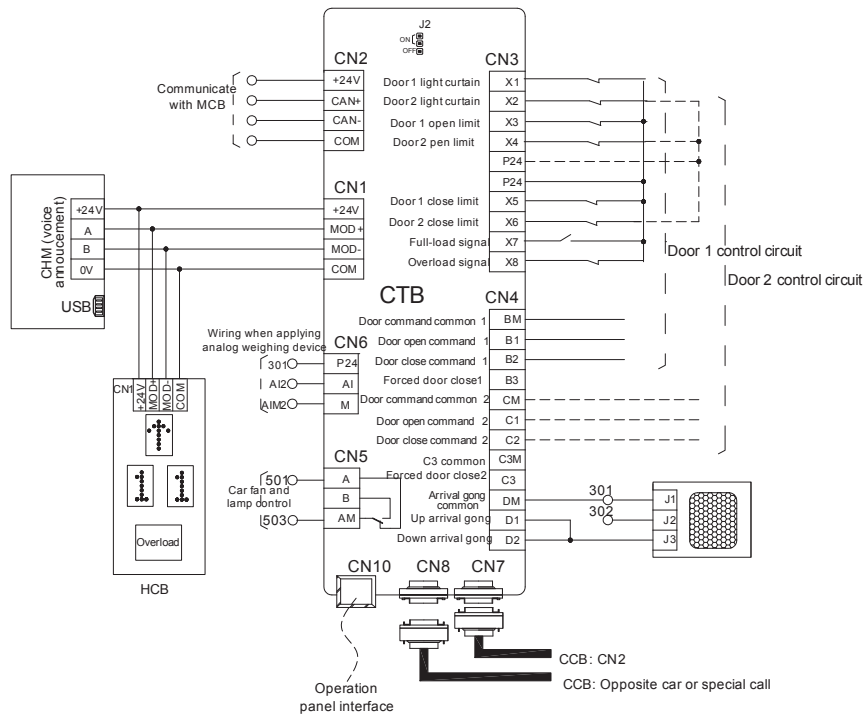 J2
ON
OFF
CN2
CN3
Communicate
with MCB
+24V
CAN+
CAN-
COM
Door 1 light curtain
Door 2 light curtain
Door 1 open limit
Door 2 pen limit
X1
X2
X3
X4
P24
P24
X5
X6
X7
X8
Door 1 close limit
Door 2 close limit
Full-load signal
Overload signal
CN1
+24V
MOD+
MOD-
COM
CHM (voice
annoucement)
+24V
A
B
0V
USB
Door 1 control circuit
Door 2 control circuit
CTB
CN4
Door command common 1
BM
Door open command 1
B1
Door close command 1
B2
Forced door close1
B3
Door command common 2
CM
Door open command 2
C1
Door close command 2
C2
C3 common
C3M
Forced door close2
C3
Arrival gong
common
DM
Up arrival gong
D1
Down arrival gong
D2
Wiring when applying
analog weighing device
CN6
301
P24
AI2
AI
AIM2
M
CN1
+24V
MOD+
MOD-
COM
Overload
HCB
CN5
Car fan and
lamp control
501
503
A
B
AM
301
302
J1
J2
J3
CN10
CN8
CN7
CCB: CN2
CCB: Opposite car or special call
Operation
panel interface